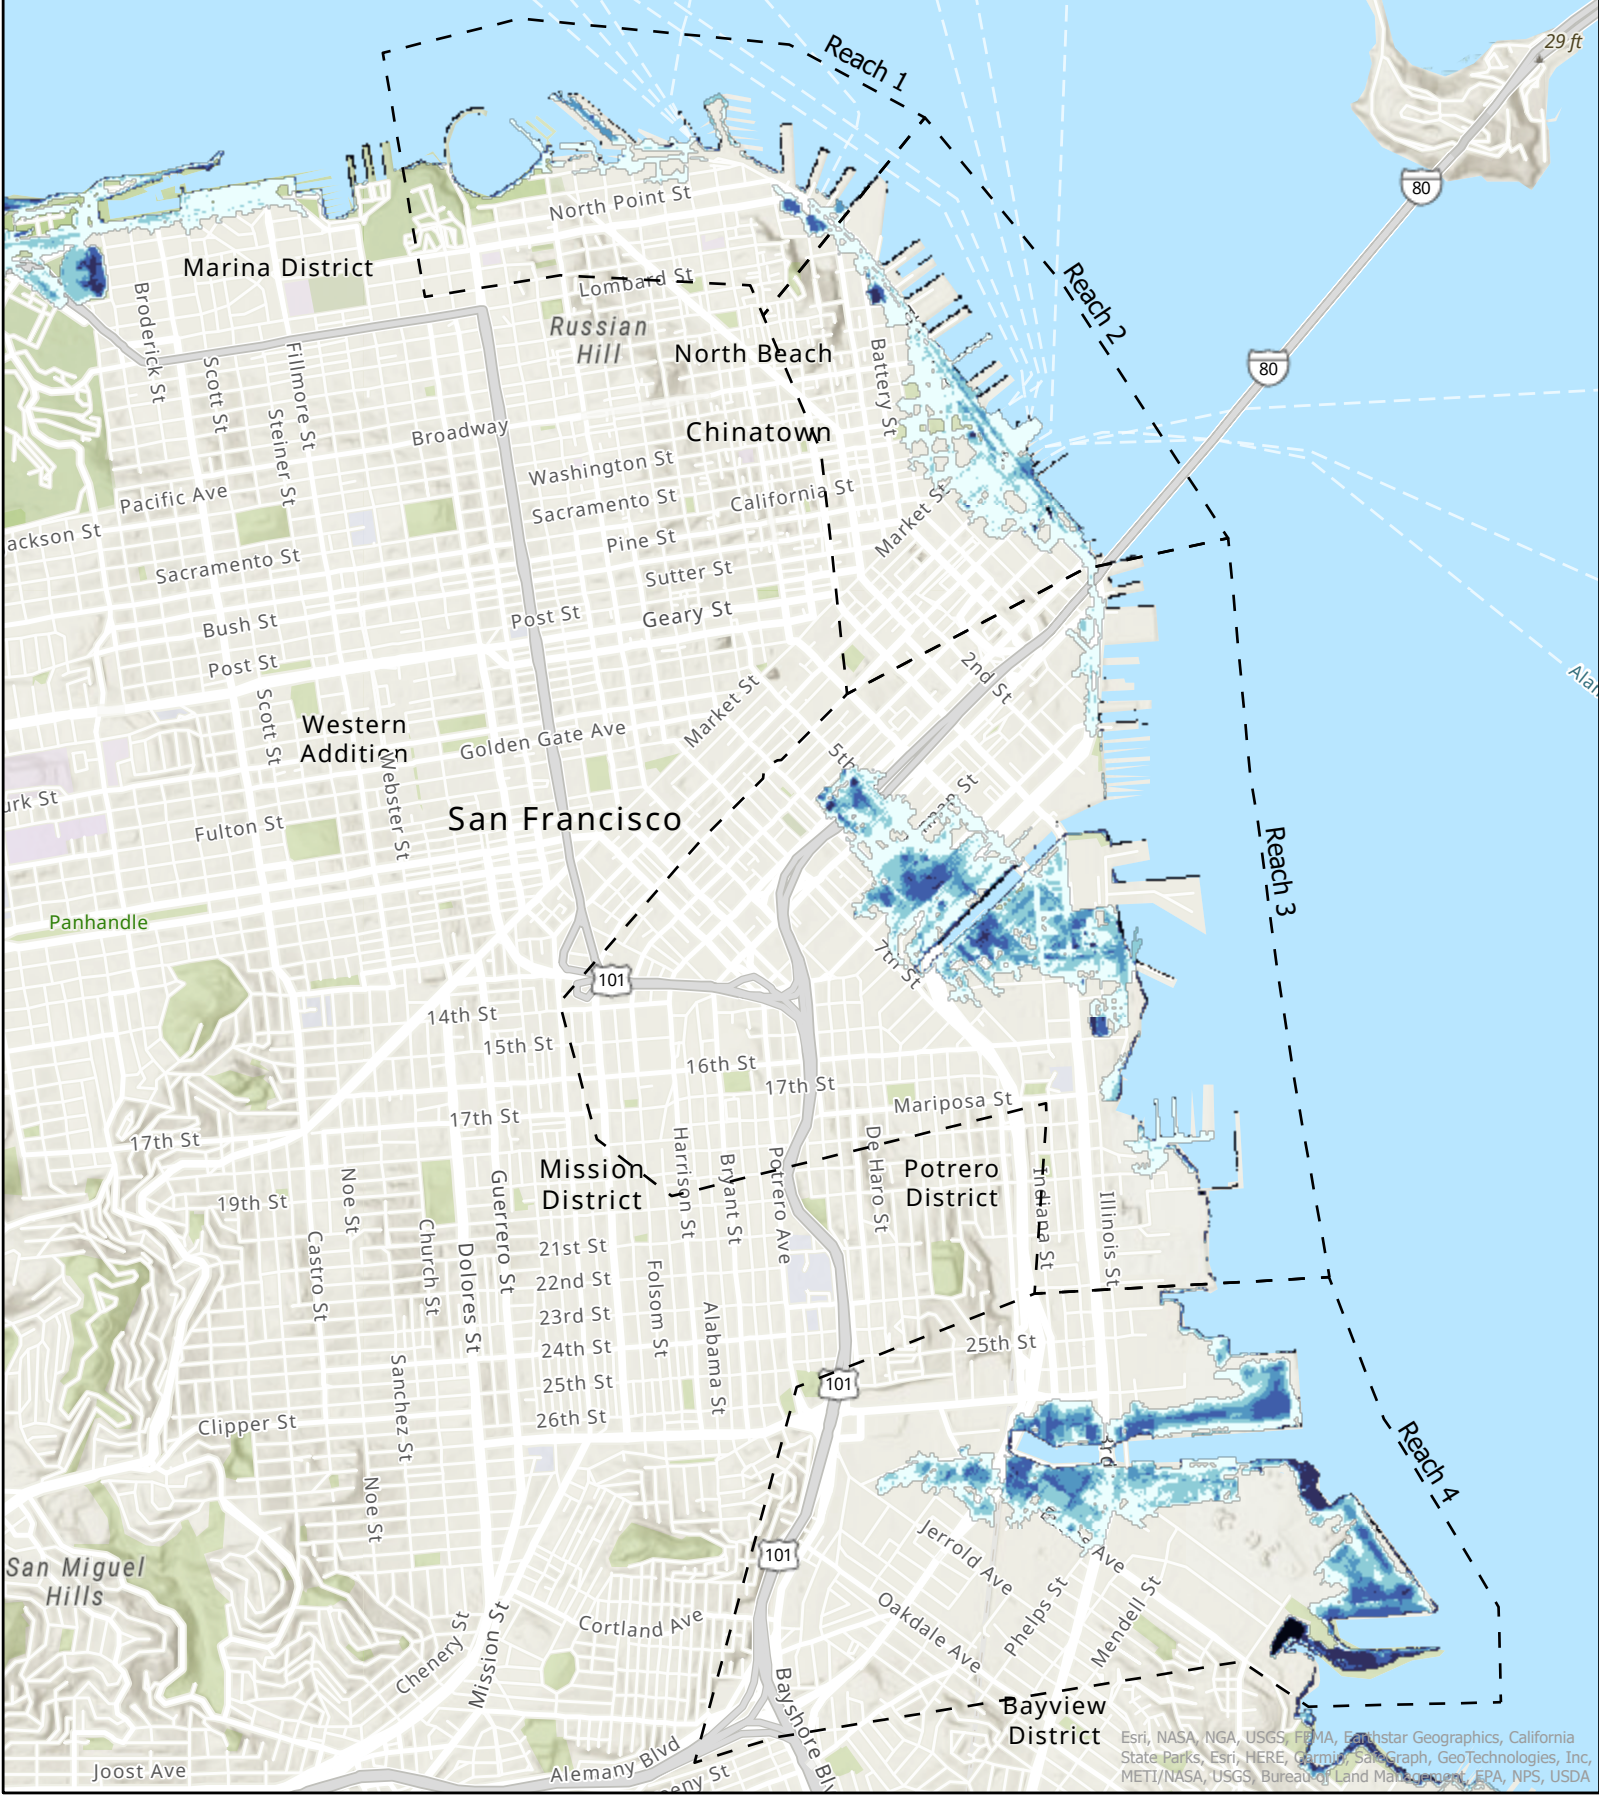 29 ft
Reach 1
80
North Point St
Marina District
Lombard St
Reach 2
Broderick St
Russian
Hill
North Beach
Scott St
Fillmore St
Battery St
80
Steiner St
Broadway
Chinatown
Washington St
Pacific Ave
Sacramento St
California St
Market St
ackson St
Pine St
Sacramento St
Sutter St
Bush St
Post St
Geary St
Post St
2nd St
Alan
Scott St
Western
Addition
Market St
Golden Gate Ave
Webster St
5th
urk St
Fulton St
San Francisco
Reach 3
Panhandle
7th St
101
14th St
15th St
16th St
17th St
17th St
Mariposa St
17th St
Mission
District
Harrison St
Bryant St
Potrero Ave
De Haro St
Potrero
District
Indiana St
Illinois St
19th St
Noe St
Castro St
Church St
Dolores St
Guerrero St
21st St
22nd St
23rd St
24th St
25th St
26th St
Folsom St
Alabama St
25th St
101
Clipper St
Sanchez St
Noe St
rd
Reach 4
San Miguel
Hills
101
Jerrold Ave
Ave
Oakdale Ave
Phelps St
Mendell St
Cortland Ave
Chenery St
Mission St
Bayshore Blv
Bayview
District
Joost Ave
Alemany Blvd
eny St
Esri, NASA, NGA, USGS, FEMA, Earthstar Geographics, California
State Parks, Esri, HERE, Garmin, SafeGraph, GeoTechnologies, Inc,
METI/NASA, USGS, Bureau of Land Management, EPA, NPS, USDA